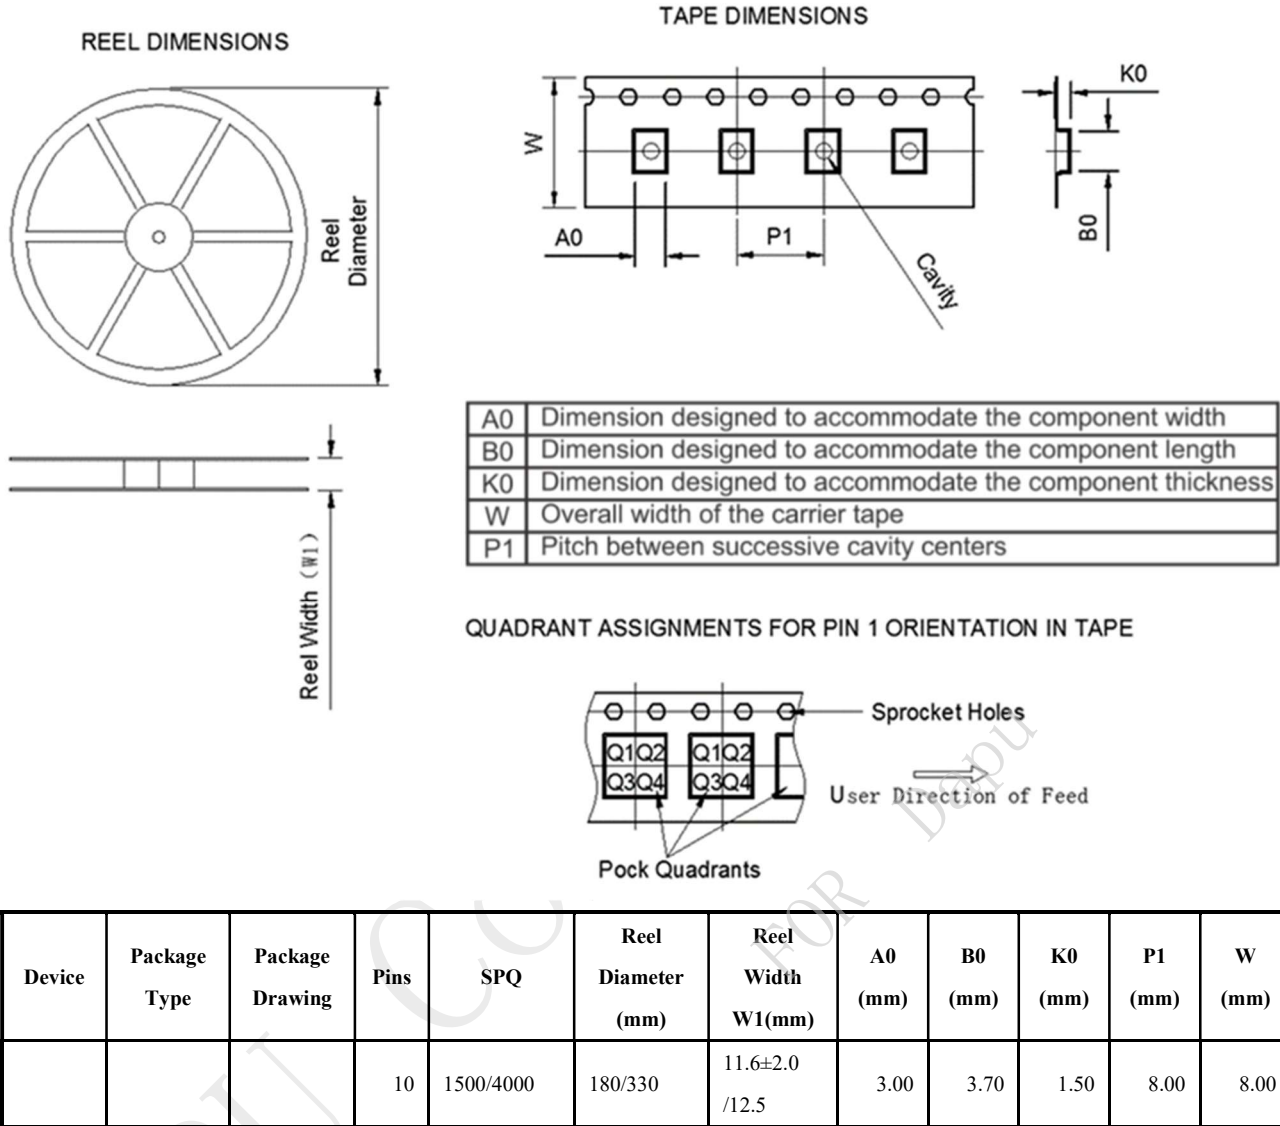 REEL DIMENSIONS
Reel
Diameter
Reel Width (W1)
TAPE DIMENSIONS
W
A0
P1
Cavity
K0
B0
A0 Dimension designed to accommodate the component width
B0 Dimension designed to accommodate the component length
K0 Dimension designed to accommodate the component thickness
W Overall width of the carrier tape
P1 Pitch between successive cavity centers
QUADRANT ASSIGNMENTS FOR PIN 1 ORIENTATION IN TAPE
Sprocket Holes
Q1 Q2 Q1 Q2
Q3 Q4 Q3 Q4
User Direction of Feed
Pock Quadrants
FOR Dapu
Device Package Type Package Drawing Pins SPQ Reel Diameter (mm) Reel Width W1(mm) A0 (mm) B0 (mm) K0 (mm) P1 (mm) W (mm)
10 1500/4000 180/330 11.6±2.0 /12.5 3.00 3.70 1.50 8.00 8.00